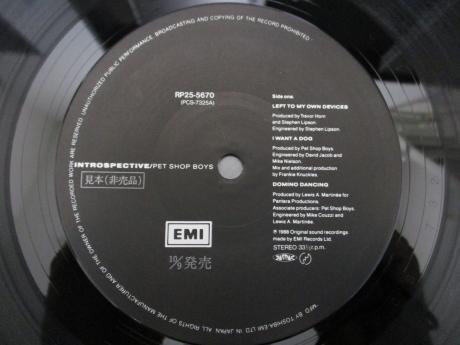 UNAUTHORIZED PUBLIC PERFORMANCE, BROADCASTING AND COPYING OF THE RECORD PROHIBITED·
ALL RIGHTS OF THE MANUFACTURER AND OF THE OWNER OF THE RECORDED WORK ARE RESERVED.
RP25-5670
(PCS-7325A)
INTROSPECTIVE/PET SHOP BOYS
見本(非売品)
EMI
10/9発売
Side one:
LEFT TO MY OWN DEVICES
Produced by Trevor Horn
and Stephen Lipson.
Engineered by Stephen Lipson.
I WANT A DOG
Produced by Pet Shop Boys.
Engineered by David Jacob and
Mike Nielsen.
Mix and additional production
by Frankie Knuckles.
DOMINO DANCING
Produced by Lewis A. Martineé for
Pantera Productions.
Associate producers: Pet Shop Boys.
Engineered by Mike Couzzi and
Lewis A. Martineé.
℗ 1988 Original sound recordings
made by EMI Records Ltd.
STEREO 33⅓r.p.m.
MF'D BY TOSHIBA EMI LTD IN JAPAN